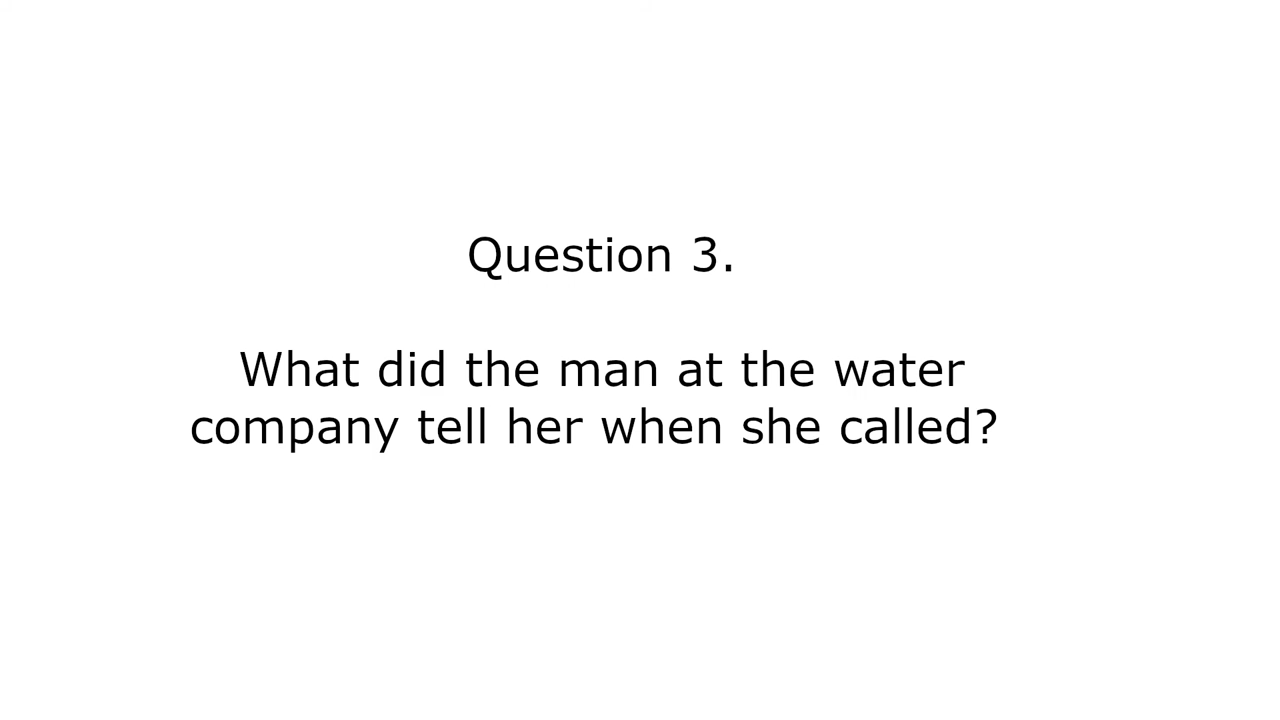 Question 3.
What did the man at the water
company tell her when she called?